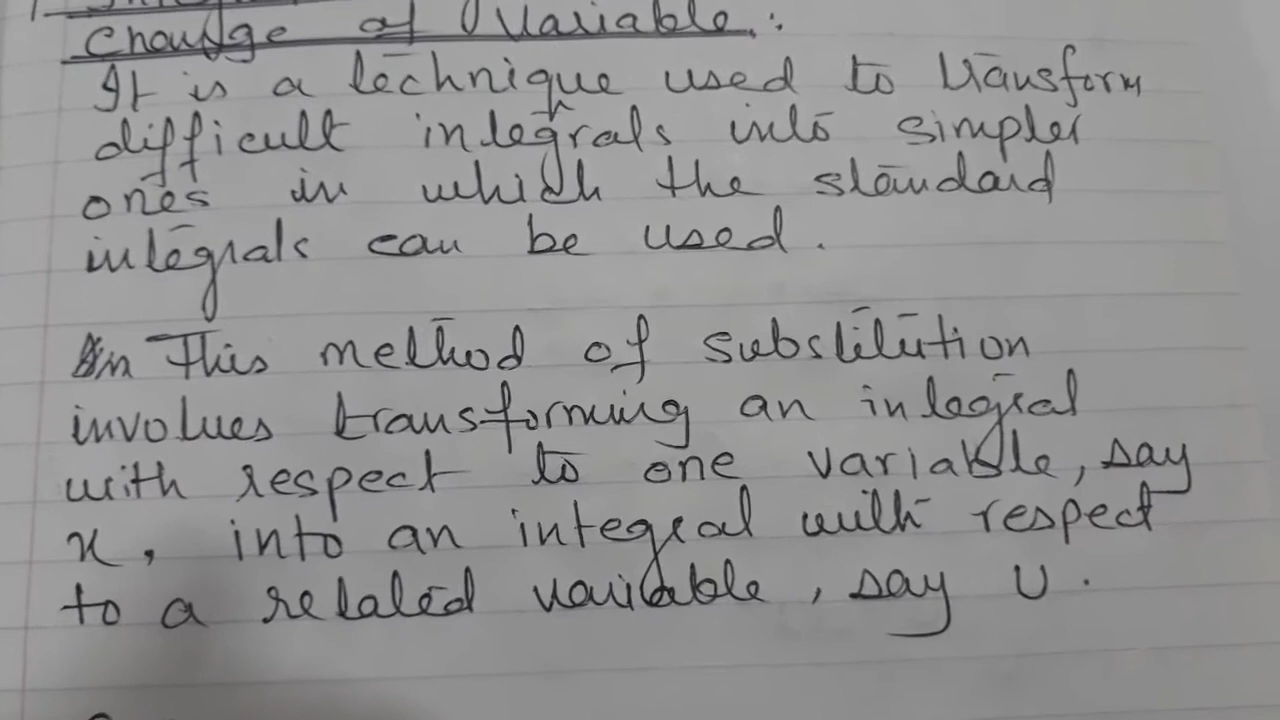 Change of Variable :
It is a technique used to transform
difficult integrals into simpler
ones in which the standard
integrals can be used.
In This method of substitution
involves transforming an integral
with respect to one variable, say
x, into an integral with respect
to a related variable, say U.